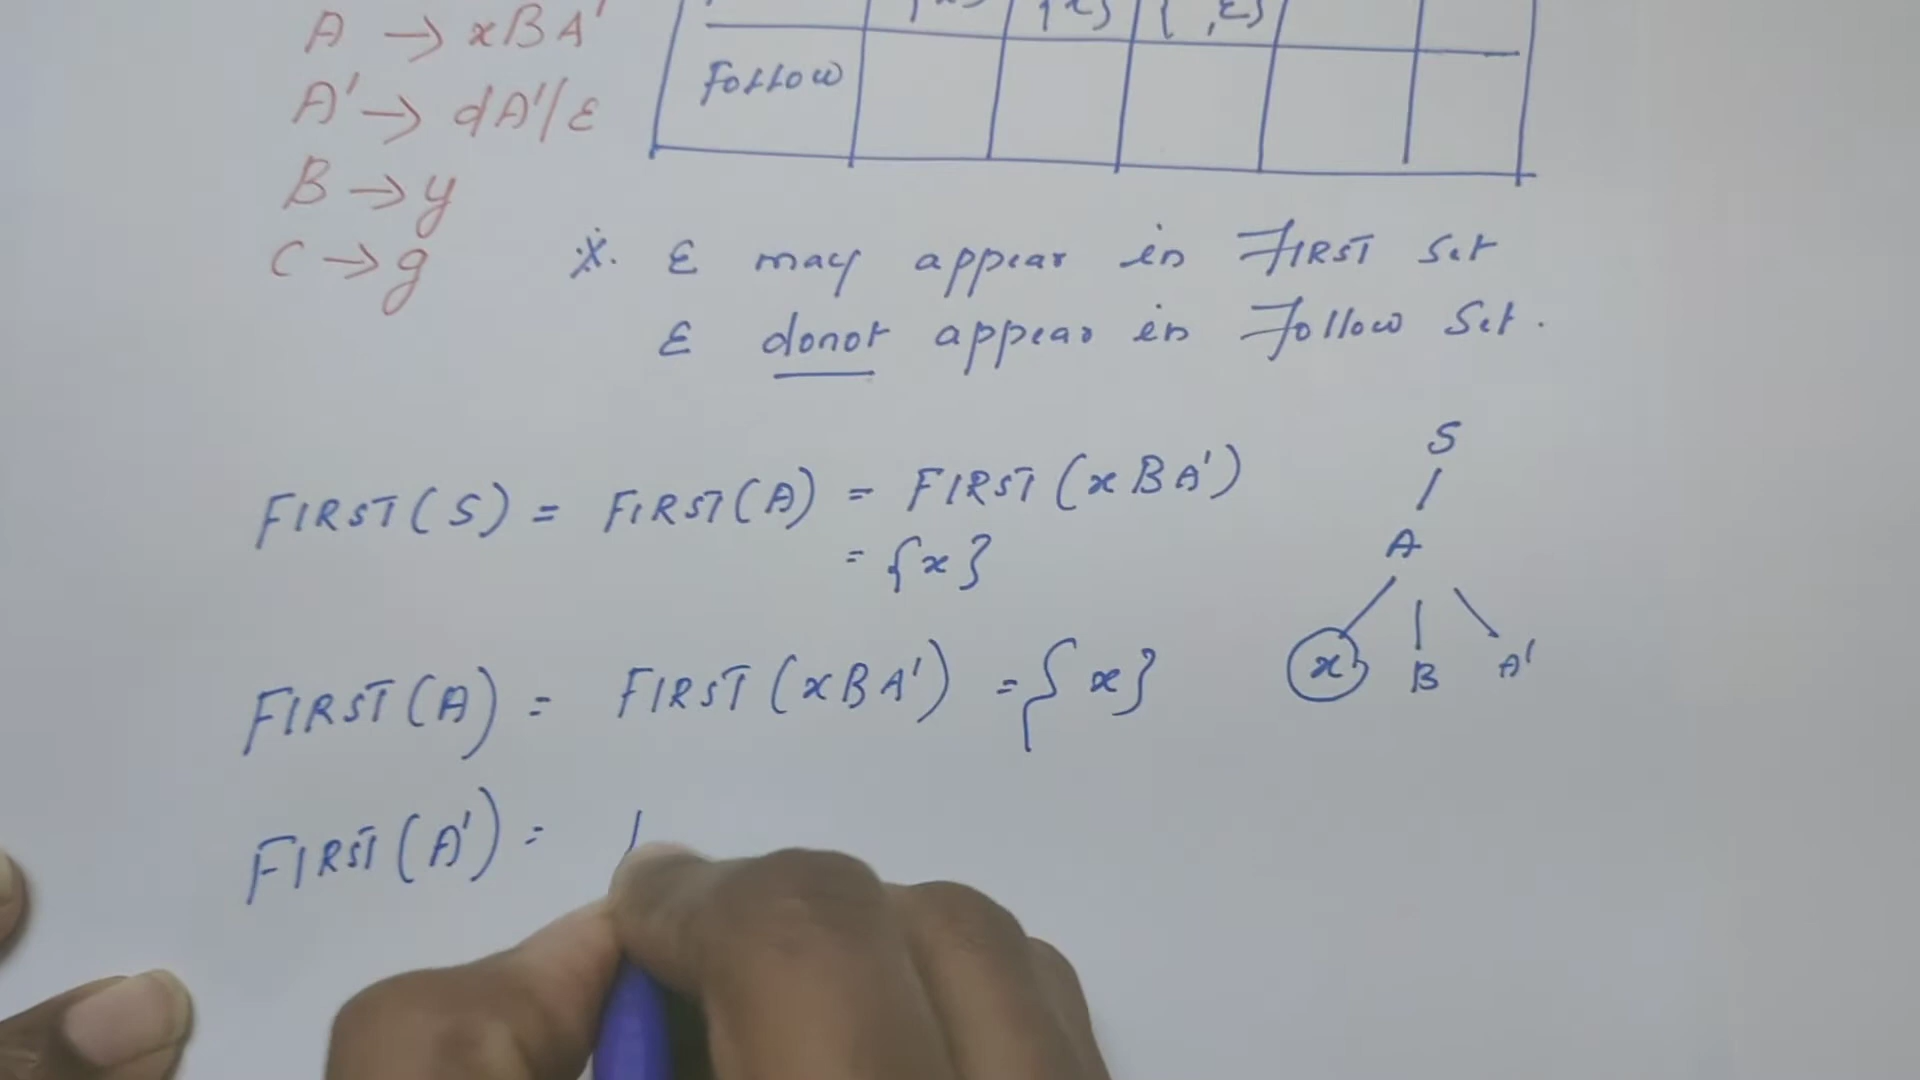 A → xBA'
A' → dA'/ε
B → y
C → g
{x} { ,ε}
Follow
※. ε may appear in FIRST Set
ε donot appear in Follow Set.
FIRST(S) = FIRST(A) = FIRST(xBA')
= {x}
FIRST(A) = FIRST(xBA') = {x}
FIRST(A') =
S
A
x B A'